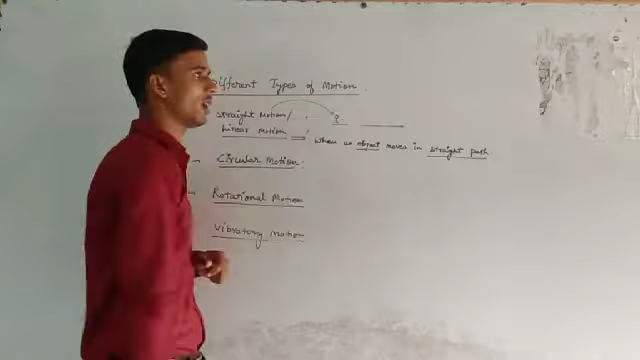 Different Types of Motion.
Straight Motion/
Linear Motion ⇒ When an object moves in straight path
Circular Motion.
Rotational Motion
Vibratory Motion